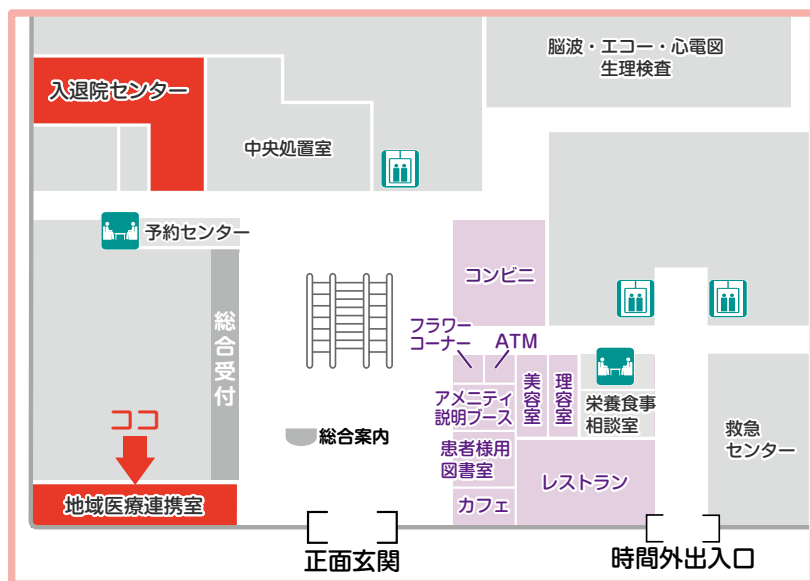 脳波・エコー・心電図
生理検査
入退院センター
中央処置室
予約センター
コンビニ
総合受付
フラワー
コーナー
ATM
美容室
理容室
アメニティ
説明ブース
栄養食事
相談室
ココ
総合案内
救急
センター
患者様用
図書室
レストラン
地域医療連携室
カフェ
正面玄関
時間外出入口